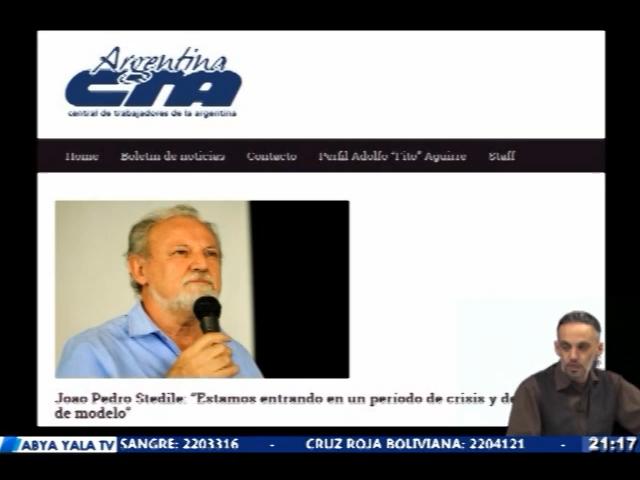 Argentina
CTA
central de trabajadores de la argentina
Home Boletín de noticias Contacto Perfil Adolfo "Tito" Aguirre Staff
Joao Pedro Stedile: "Estamos entrando en un periodo de crisis y de
de modelo"
ABYA YALA TV SANGRE: 2203316 - CRUZ ROJA BOLIVIANA: 2204121 - 21:17